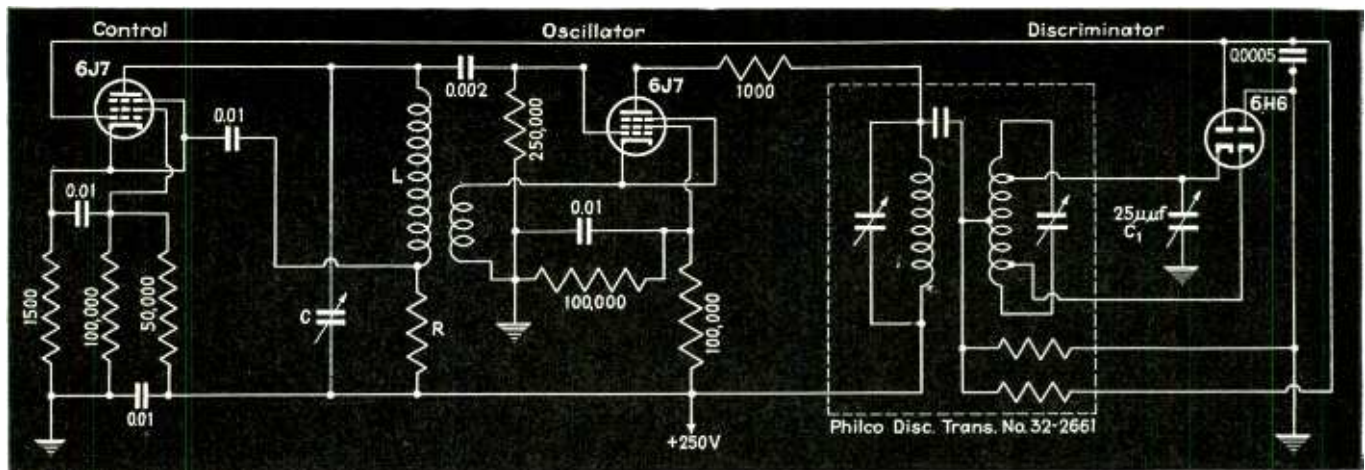 Control
Oscillator
Discriminator
6J7
6J7
6H6
0.01
0.002
1000
0.0005
250,000
L
0.01
0.01
25μμf
C1
1500
100,000
50,000
C
R
100,000
100,000
0.01
+250V
Philco Disc. Trans. No. 32-2661